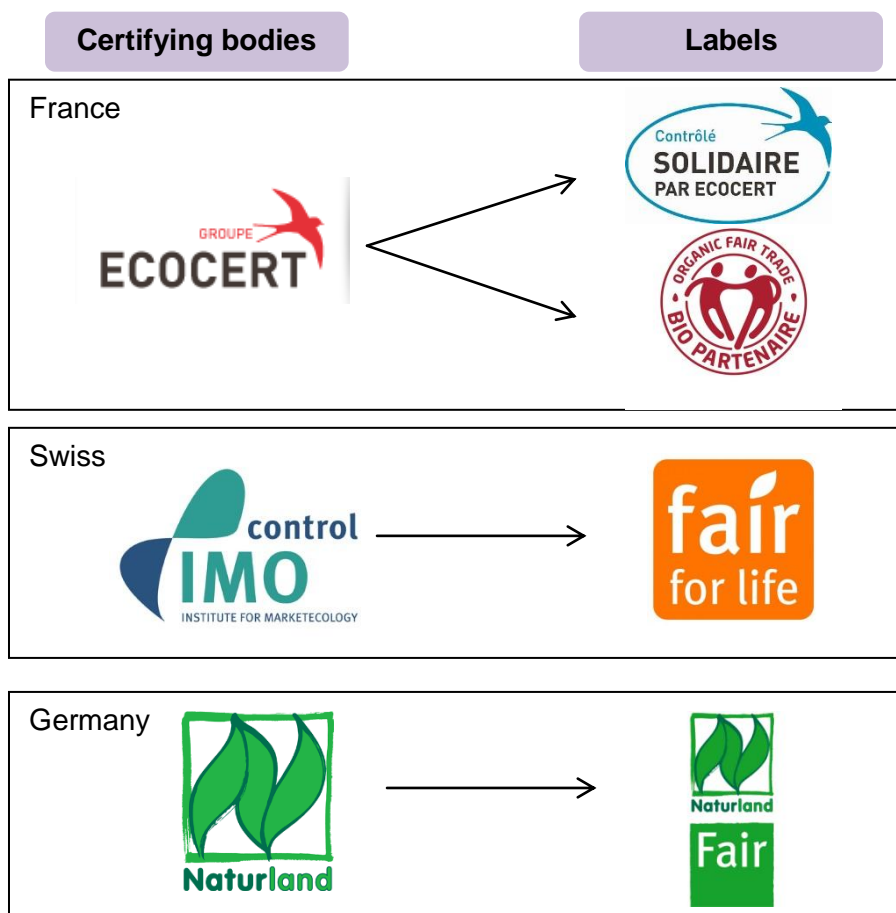 Certifying bodies
Labels
France
GROUPE
ECOCERT
Contrôlé
SOLIDAIRE
PAR ECOCERT
ORGANIC FAIR TRADE
BIO PARTENAIRE
Swiss
control
IMO
INSTITUTE FOR MARKETECOLOGY
fair
for life
Germany
Naturland
Naturland
Fair